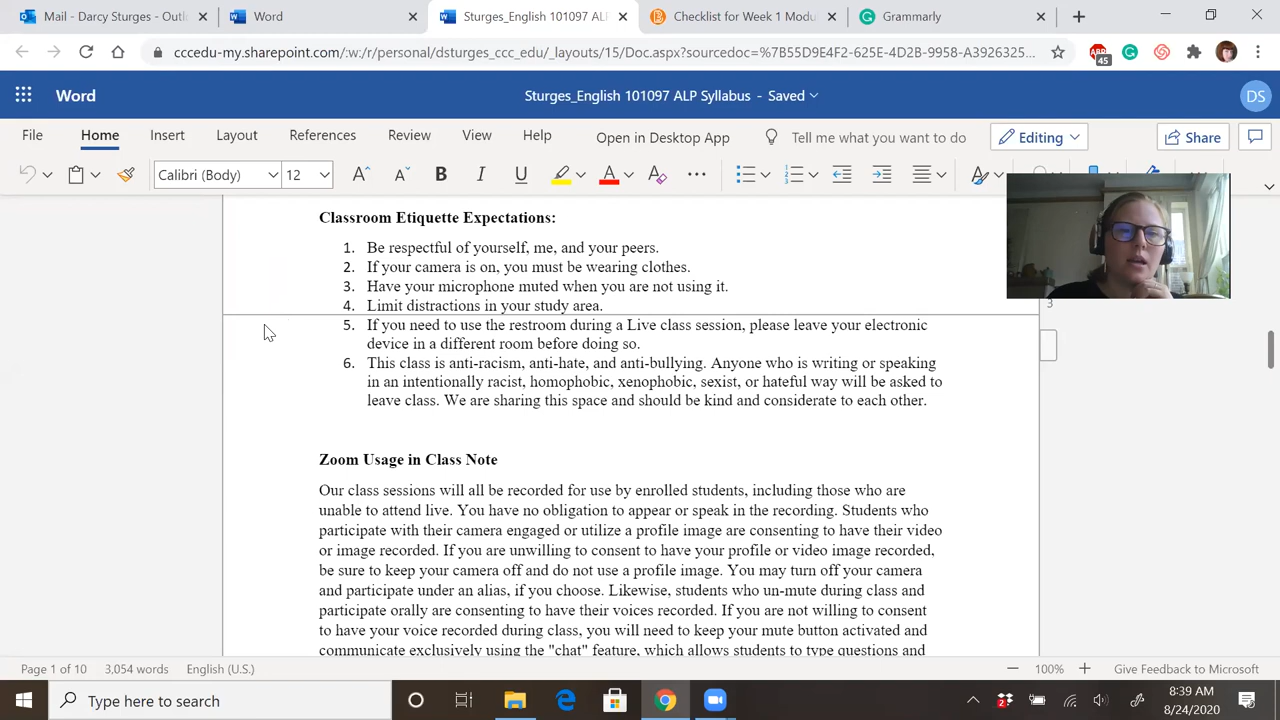 Mail - Darcy Sturges - Outl
Word
Sturges_English 101097 ALP
Checklist for Week 1 Modu
Grammarly
cccedu-my.sharepoint.com/:w:/r/personal/dsturges_ccc_edu/_layouts/15/Doc.aspx?sourcedoc=%7B55D9E4F2-625E-4D2B-9958-A3926325...
45
Word
Sturges_English 101097 ALP Syllabus - Saved
DS
File
Home
Insert
Layout
References
Review
View
Help
Open in Desktop App
Tell me what you want to do
Editing
Share
Calibri (Body)
12
Classroom Etiquette Expectations:
1. Be respectful of yourself, me, and your peers.
2. If your camera is on, you must be wearing clothes.
3. Have your microphone muted when you are not using it.
4. Limit distractions in your study area.
3
5. If you need to use the restroom during a Live class session, please leave your electronic
device in a different room before doing so.
6. This class is anti-racism, anti-hate, and anti-bullying. Anyone who is writing or speaking
in an intentionally racist, homophobic, xenophobic, sexist, or hateful way will be asked to
leave class. We are sharing this space and should be kind and considerate to each other.
Zoom Usage in Class Note
Our class sessions will all be recorded for use by enrolled students, including those who are
unable to attend live. You have no obligation to appear or speak in the recording. Students who
participate with their camera engaged or utilize a profile image are consenting to have their video
or image recorded. If you are unwilling to consent to have your profile or video image recorded,
be sure to keep your camera off and do not use a profile image. You may turn off your camera
and participate under an alias, if you choose. Likewise, students who un-mute during class and
participate orally are consenting to have their voices recorded. If you are not willing to consent
to have your voice recorded during class, you will need to keep your mute button activated and
communicate exclusively using the "chat" feature, which allows students to type questions and
Page 1 of 10
3,054 words
English (U.S.)
100%
Give Feedback to Microsoft
Type here to search
8:39 AM
8/24/2020